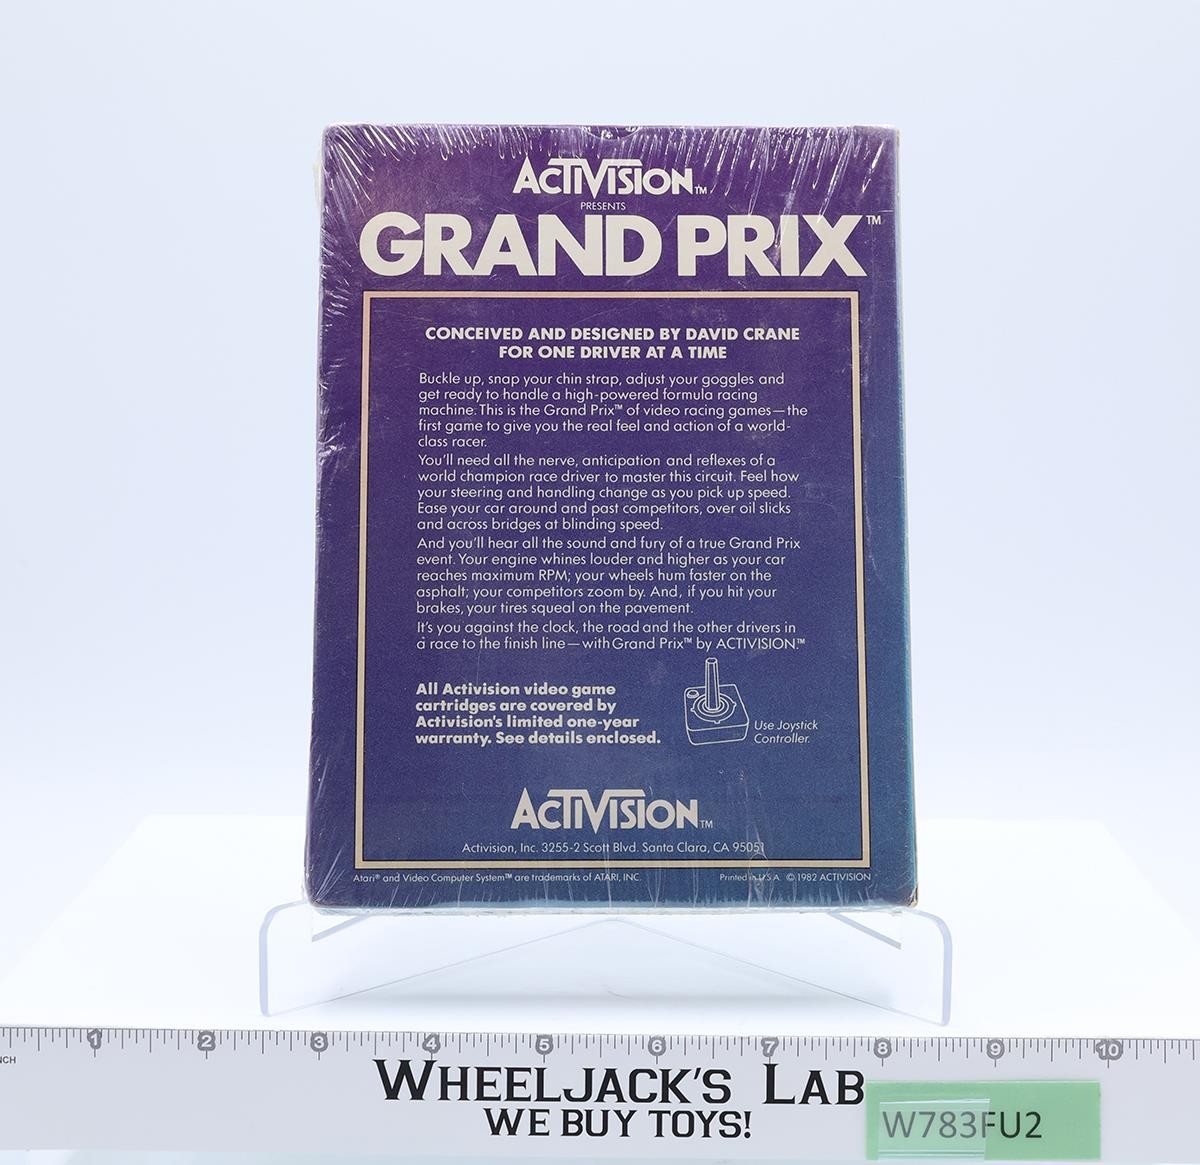 ACTIVISION™
PRESENTS
GRAND PRIX™
CONCEIVED AND DESIGNED BY DAVID CRANE
FOR ONE DRIVER AT A TIME
Buckle up, snap your chin strap, adjust your goggles and
get ready to handle a high-powered formula racing
machine. This is the Grand Prix™ of video racing games—the
first game to give you the real feel and action of a world-
class racer.
You'll need all the nerve, anticipation and reflexes of a
world champion race driver to master this circuit. Feel how
your steering and handling change as you pick up speed.
Ease your car around and past competitors, over oil slicks
and across bridges at blinding speed.
And you'll hear all the sound and fury of a true Grand Prix
event. Your engine whines louder and higher as your car
reaches maximum RPM; your wheels hum faster on the
asphalt; your competitors zoom by. And, if you hit your
brakes, your tires squeal on the pavement.
It's you against the clock, the road and the other drivers in
a race to the finish line—with Grand Prix™ by ACTIVISION.™
All Activision video game
cartridges are covered by
Activision's limited one-year
warranty. See details enclosed.
Use Joystick
Controller.
ACTIVISION™
Activision, Inc. 3255-2 Scott Blvd. Santa Clara, CA 95051
Atari® and Video Computer System™ are trademarks of ATARI, INC.
Printed in U.S.A. © 1982 ACTIVISION
1 2 3 4 5 6 7 8 9 10
NCH
WHEELJACK'S LAB
WE BUY TOYS!
W783FU2